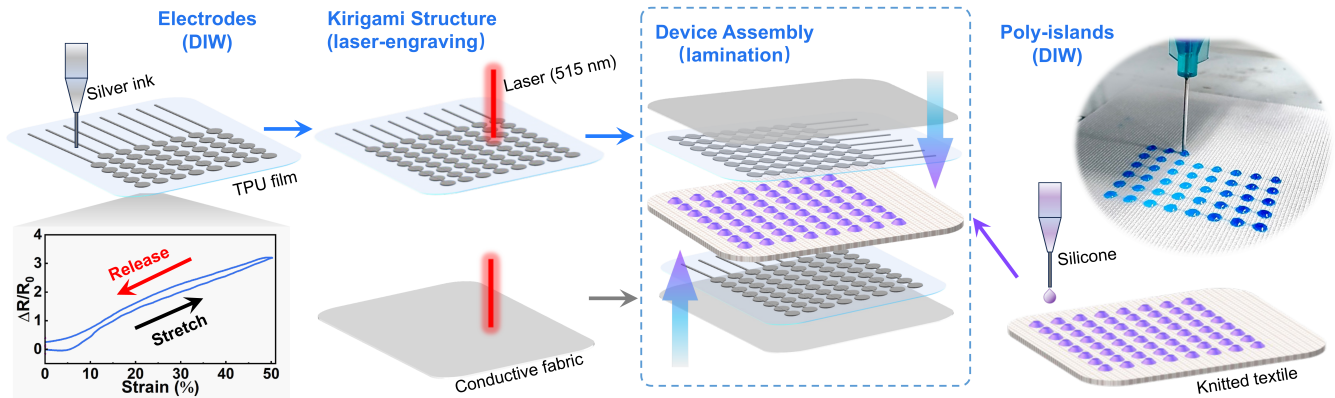 Electrodes
(DIW)
Silver ink
TPU film
Kirigami Structure
(laser-engraving)
Laser (515 nm)
Conductive fabric
Device Assembly
(lamination)
Poly-islands
(DIW)
Silicone
Knitted textile
ΔR/R0
4
3
2
1
0
Release
Stretch
0 10 20 30 40 50
Strain (%)